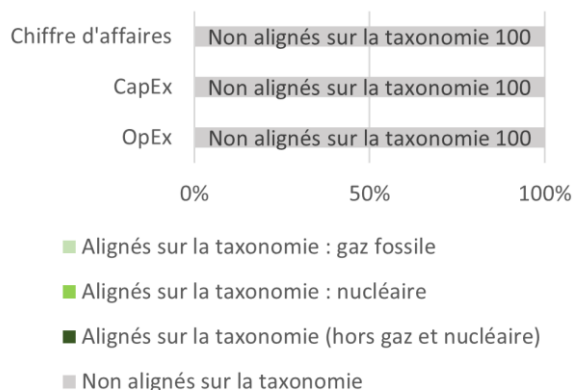 Chiffre d'affaires Non alignés sur la taxonomie 100
CapEx Non alignés sur la taxonomie 100
OpEx Non alignés sur la taxonomie 100
0% 50% 100%
Alignés sur la taxonomie : gaz fossile
Alignés sur la taxonomie : nucléaire
Alignés sur la taxonomie (hors gaz et nucléaire)
Non alignés sur la taxonomie